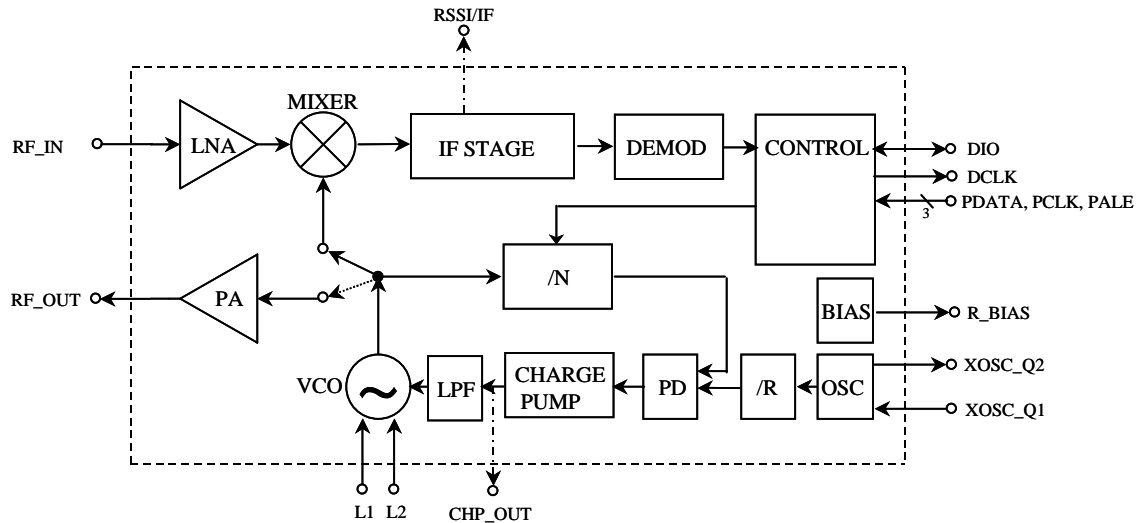 RSSI/IF
MIXER
RF_IN
LNA
IF STAGE
DEMOD
CONTROL
DIO
DCLK
3
PDATA, PCLK, PALE
/N
RF_OUT
PA
BIAS
R_BIAS
VCO
~
LPF
CHARGE
PUMP
PD
/R
OSC
XOSC_Q2
XOSC_Q1
L1
L2
CHP_OUT